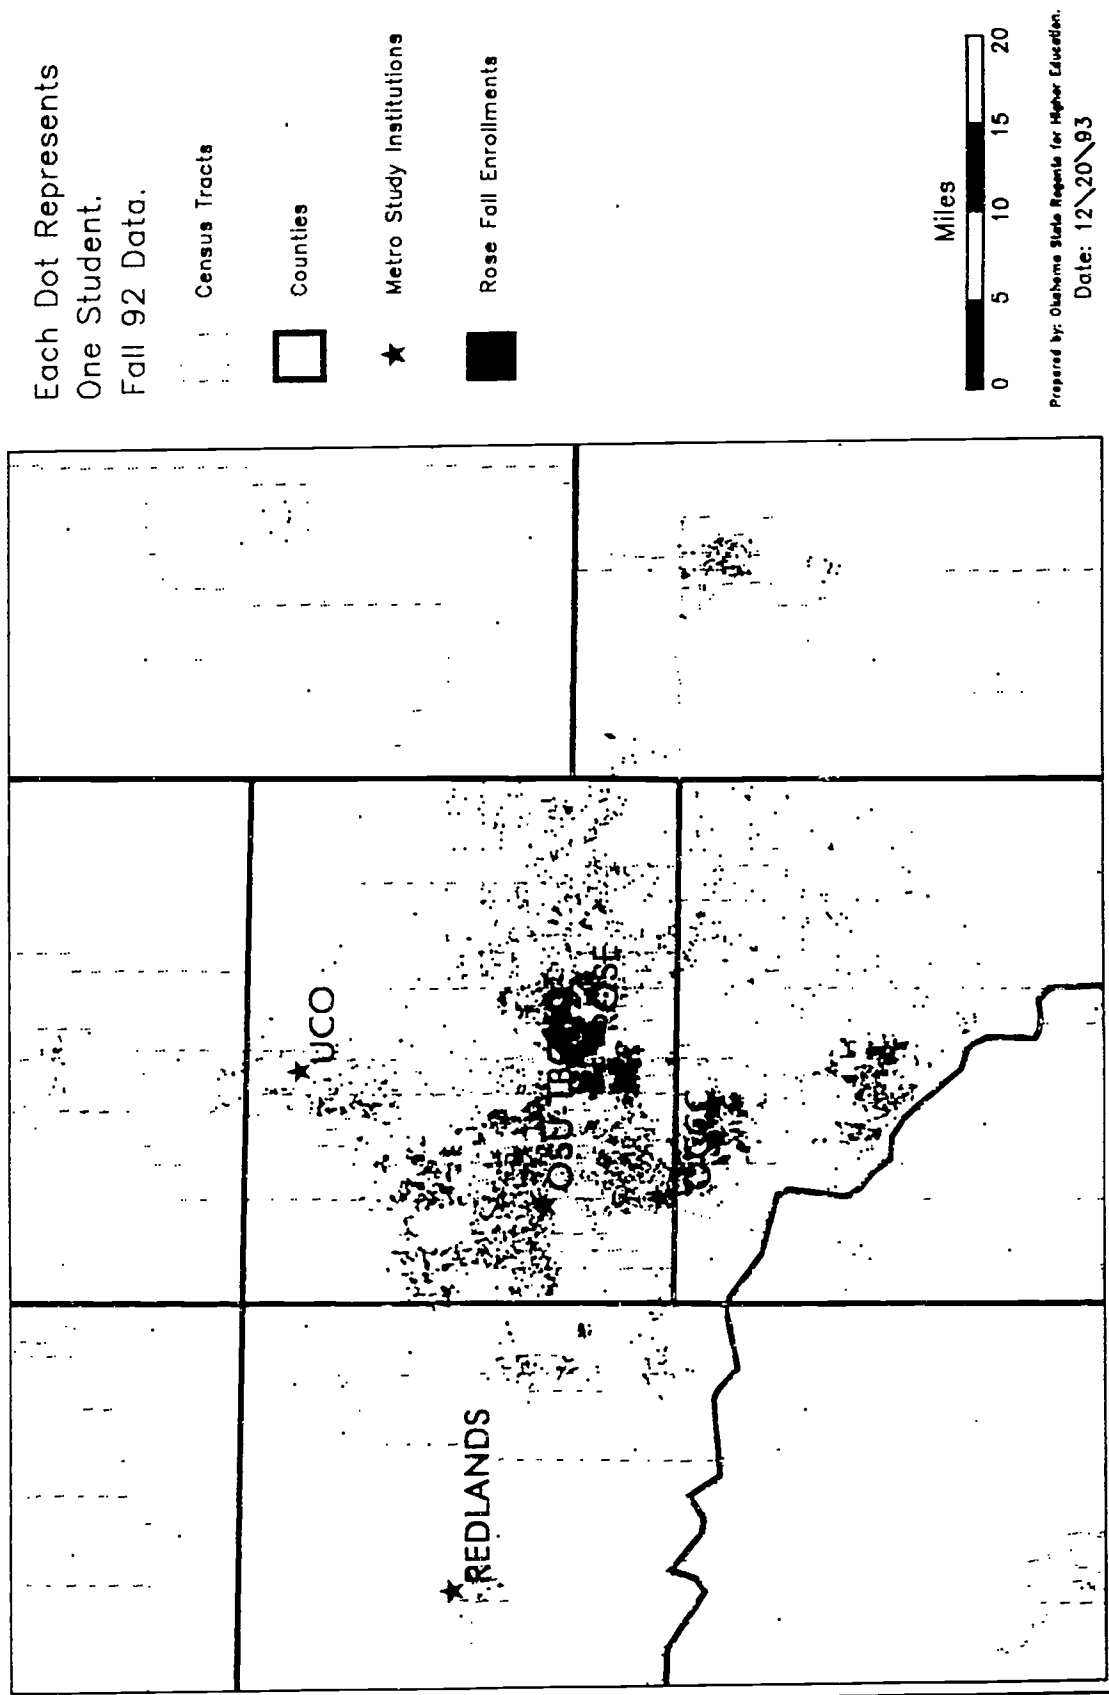 Each Dot Represents
One Student.
Fall 92 Data.
Census Tracts
Counties
Metro Study Institutions
Rose Fall Enrollments
Miles
0 5 10 15 20
Prepared by: Oklahoma State Regents for Higher Education.
Date: 12\20\93
UCO
ROSE
OSU
OCCC
REDLANDS